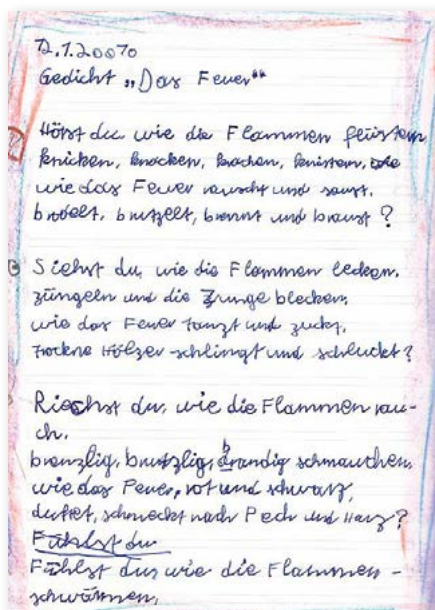 12.1.20010
Gedicht „Das Feuer“
Hörst du wie die Flammen flüstern
knicken, knacken, krachen, knistern,
wie das Feuer rauscht und saust,
brodelt, brutzelt, brennt und braust?
Siehst du, wie die Flammen lecken,
züngeln und die Zunge blecken,
wie das Feuer tanzt und zuckt,
trockne Hölzer schlingt und schluckt?
Riechst du, wie die Flammen rau-
ch.
brenzlig, brutzlig, brandig schmauchen,
wie das Feuer, rot und schwarz,
duftet, schmeckt nach Pech und Harz?
Fühlst du
Fühlst du, wie die Flammen -
schwärmen,